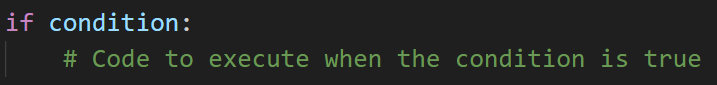 if condition:
    # Code to execute when the condition is true